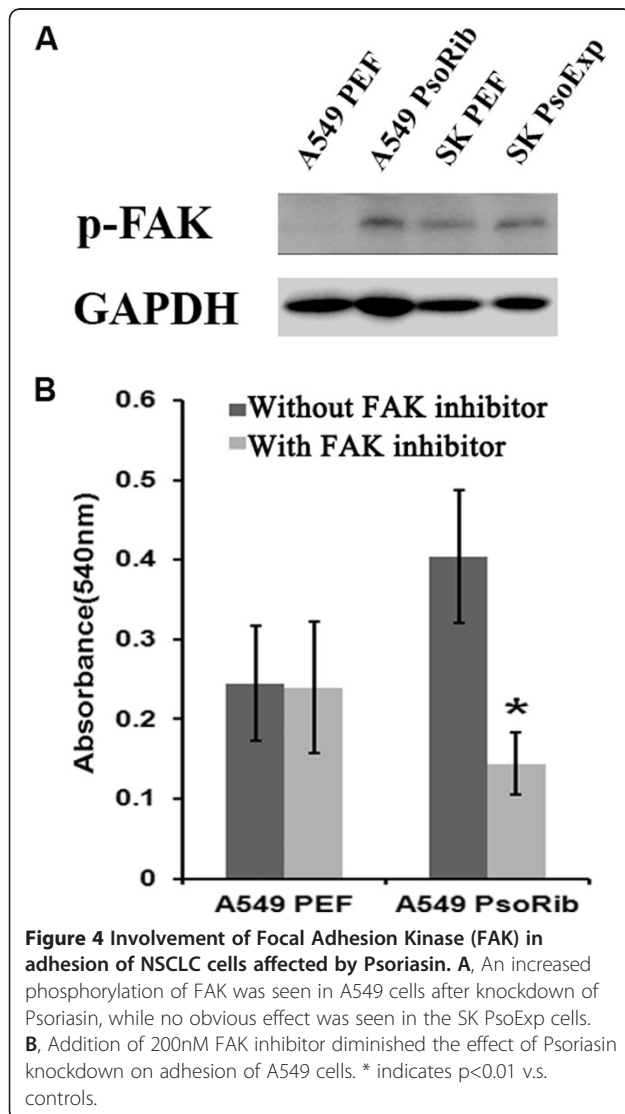 A
A549 PEF
A549 PsoRib
SK PEF
SK PsoExp
p-FAK
GAPDH
B
0.6
0.5
0.4
0.3
0.2
0.1
0
Absorbance(540nm)
Without FAK inhibitor
With FAK inhibitor
*
A549 PEF
A549 PsoRib
Figure 4 Involvement of Focal Adhesion Kinase (FAK) in
adhesion of NSCLC cells affected by Psoriasin. A, An increased
phosphorylation of FAK was seen in A549 cells after knockdown of
Psoriasin, while no obvious effect was seen in the SK PsoExp cells.
B, Addition of 200nM FAK inhibitor diminished the effect of Psoriasin
knockdown on adhesion of A549 cells. * indicates p<0.01 v.s.
controls.